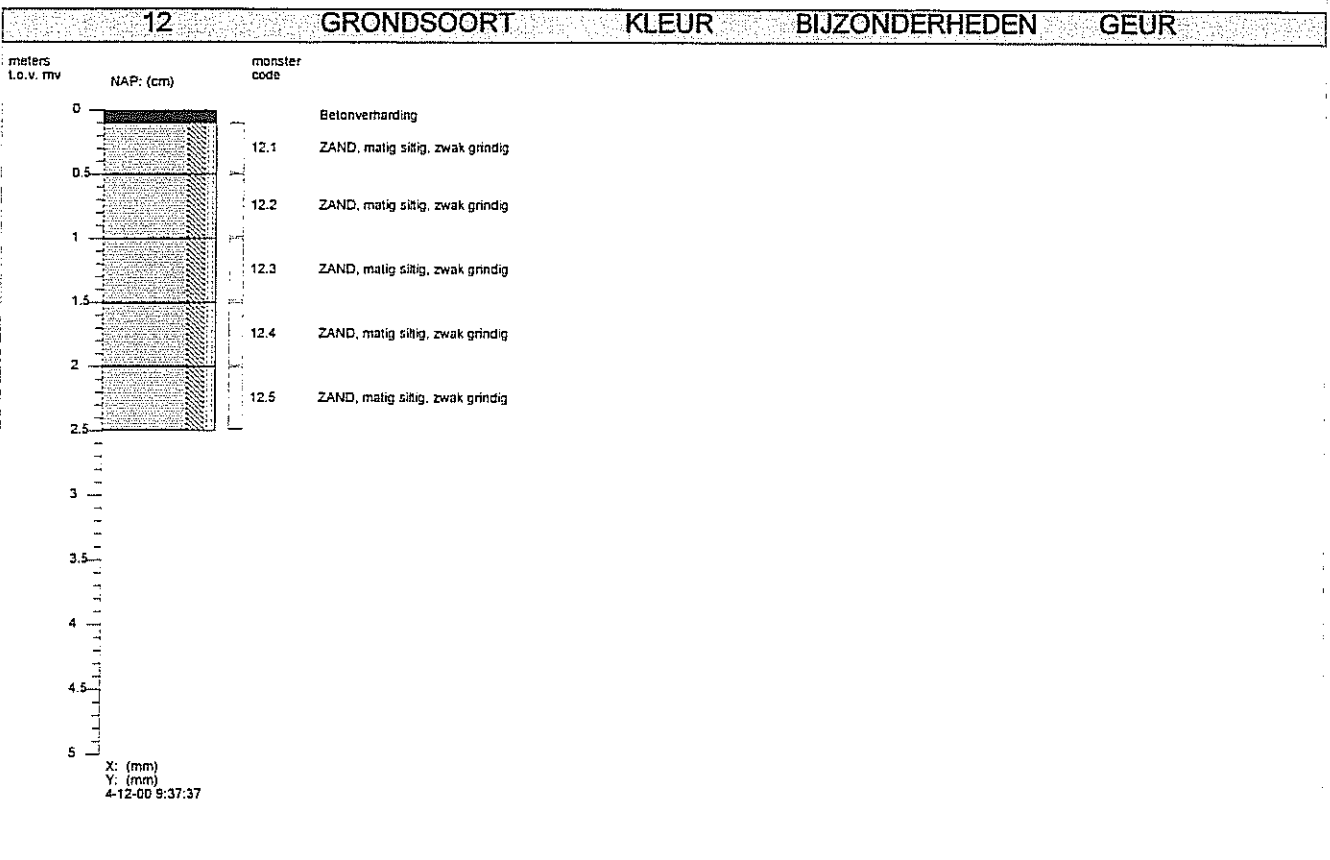 12 GRONDSOORT KLEUR BIJZONDERHEDEN GEUR
meters
t.o.v. mv
NAP: (cm)
monster
code
0
Betonverharding
12.1 ZAND, matig siltig, zwak grindig
0.5
12.2 ZAND, matig siltig, zwak grindig
1
12.3 ZAND, matig siltig, zwak grindig
1.5
12.4 ZAND, matig siltig, zwak grindig
2
12.5 ZAND, matig siltig, zwak grindig
2.5
3
3.5
4
4.5
5
X: (mm)
Y: (mm)
4-12-00 9:37:37